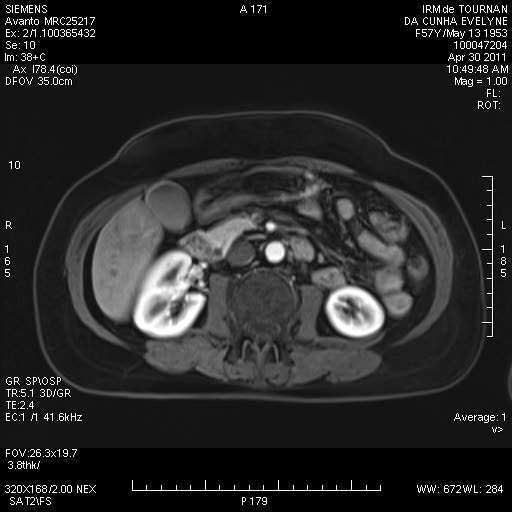 SIEMENS
Avanto MRC25217
Ex: 2/1.100365432
Se: 10
Im: 38+C
Ax I78.4(coi)
DFOV 35.0cm
A 171
IRM de TOURNAN
DA CUNHA EVELYNE
F57Y/May 13 1953
100047204
Apr 30 2011
10:49:48 AM
Mag = 1.00
FL:
ROT:
10
R
1
6
5
L
1
8
5
GR SP\OSP
TR:5.1 3D/GR
TE:2.4
EC:1 /1 41.6kHz
FOV:26.3x19.7
3.8thk/
320X168/2.00 NEX
SAT2\FS
P 179
Average: 1
v>
WW: 672WL: 284